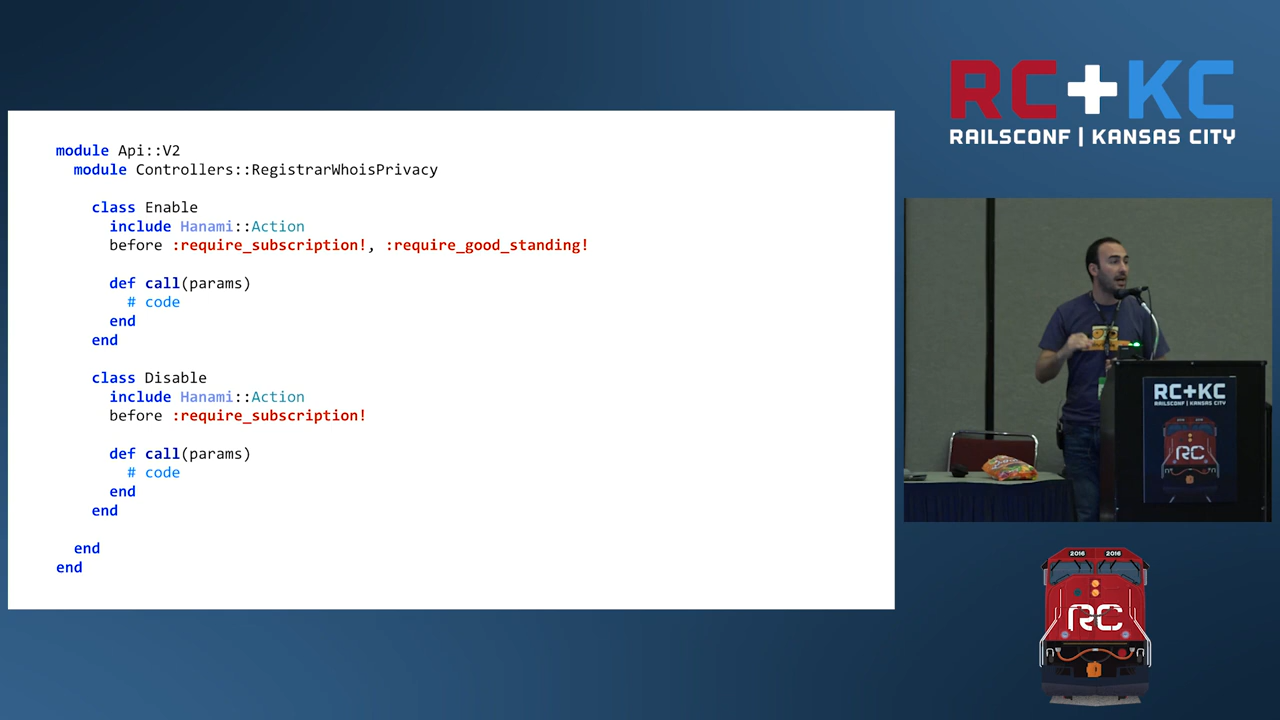 module Api::V2
module Controllers::RegistrarWhoisPrivacy
class Enable
include Hanami::Action
before :require_subscription!, :require_good_standing!
def call(params)
# code
end
end
class Disable
include Hanami::Action
before :require_subscription!
def call(params)
# code
end
end
end
end
RC+KC
RAILSCONF | KANSAS CITY
RC+KC
RAILSCONF | KANSAS CITY
RC
2016 2016
RC